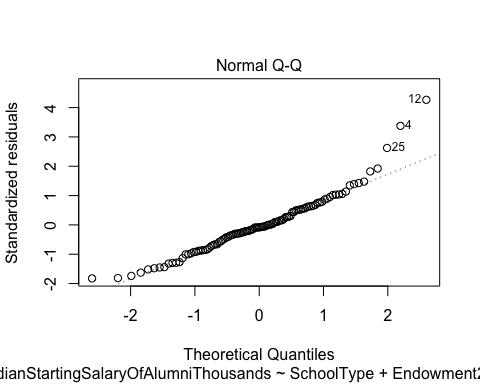 Normal Q-Q
Standardized residuals
4
3
2
1
0
-1
-2
12
4
25
-2 -1 0 1 2
Theoretical Quantiles
dianStartingSalaryOfAlumniThousands ~ SchoolType + Endowment2